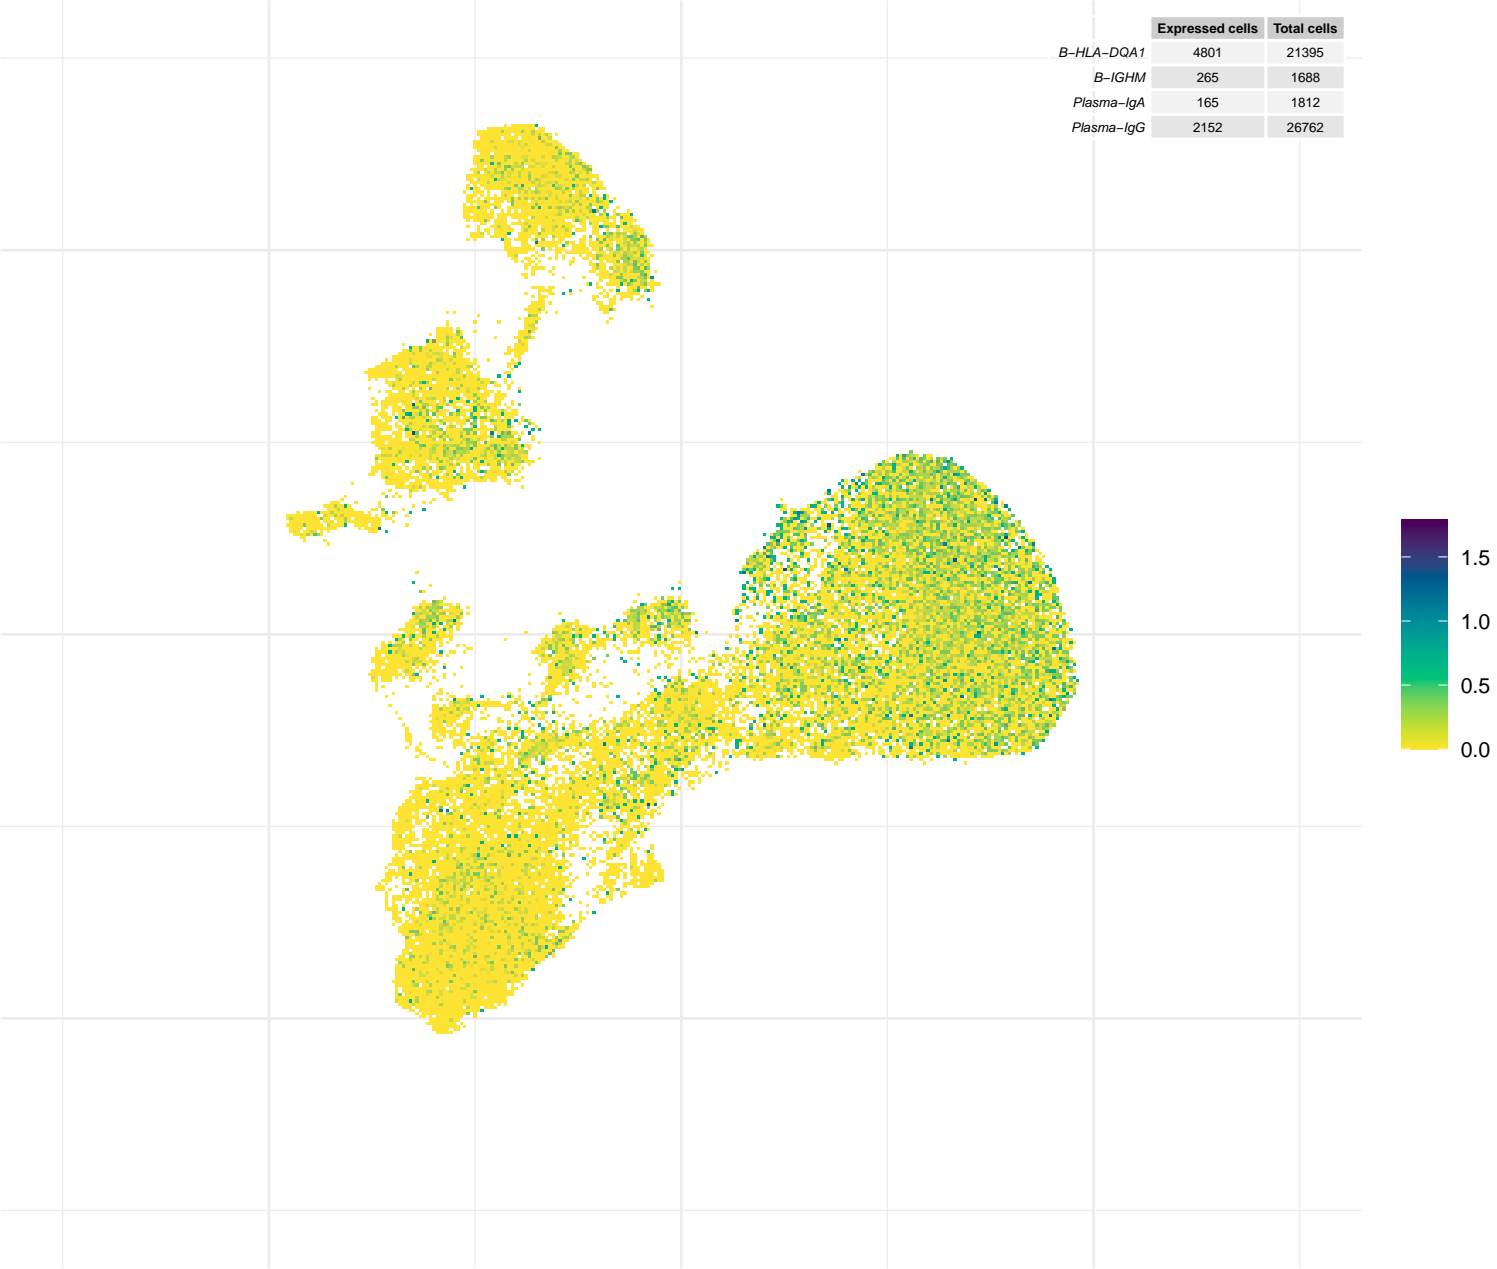 Expressed cells Total cells
B−HLA−DQA1 4801 21395
B−IGHM 265 1688
Plasma−IgA 165 1812
Plasma−IgG 2152 26762
1.5
1.0
0.5
0.0